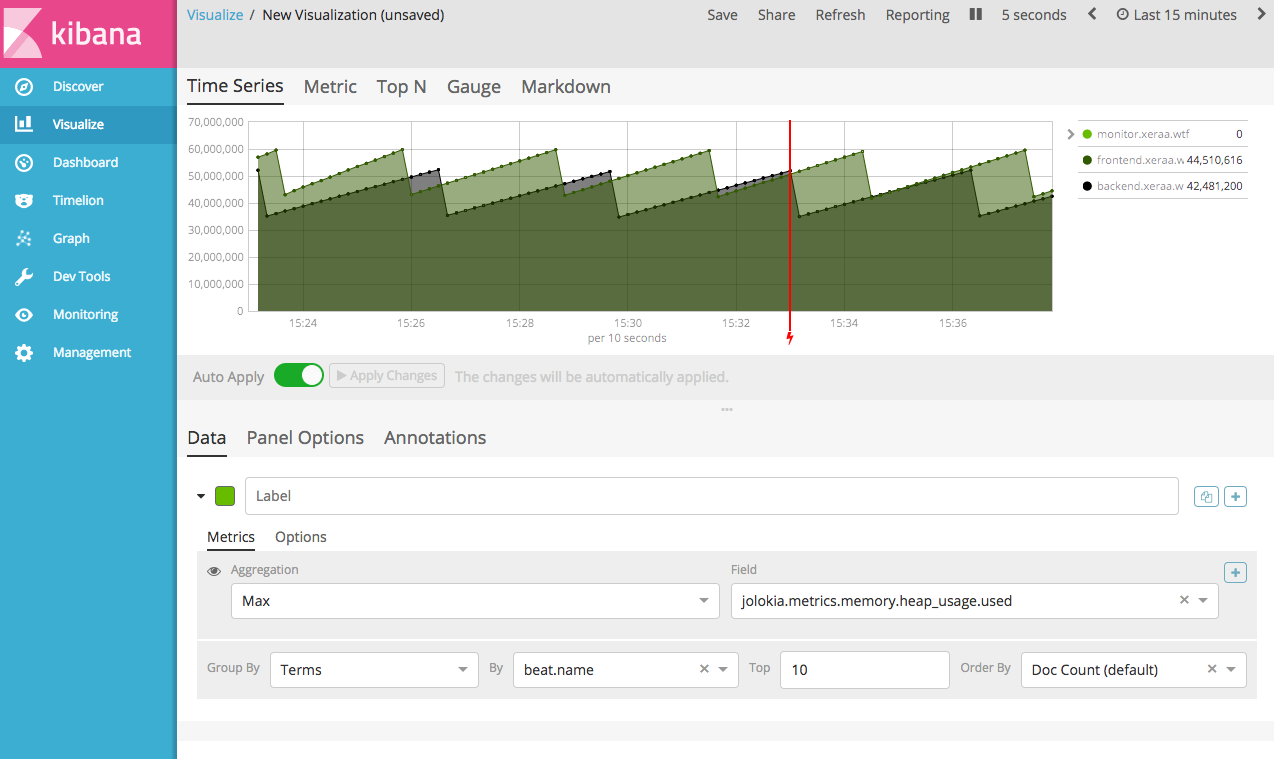 kibana
Visualize / New Visualization (unsaved)
Save Share Refresh Reporting 5 seconds Last 15 minutes
Discover
Visualize
Dashboard
Timelion
Graph
Dev Tools
Monitoring
Management
Time Series Metric Top N Gauge Markdown
70,000,000
60,000,000
50,000,000
40,000,000
30,000,000
20,000,000
10,000,000
0
15:24 15:26 15:28 15:30 15:32 15:34 15:36
per 10 seconds
monitor.xeraa.wtf 0
frontend.xeraa.w 44,510,616
backend.xeraa.w 42,481,200
Auto Apply Apply Changes The changes will be automatically applied.
Data Panel Options Annotations
Label
Metrics Options
Aggregation Field
Max jolokia.metrics.memory.heap_usage.used
Group By Terms By beat.name Top 10 Order By Doc Count (default)